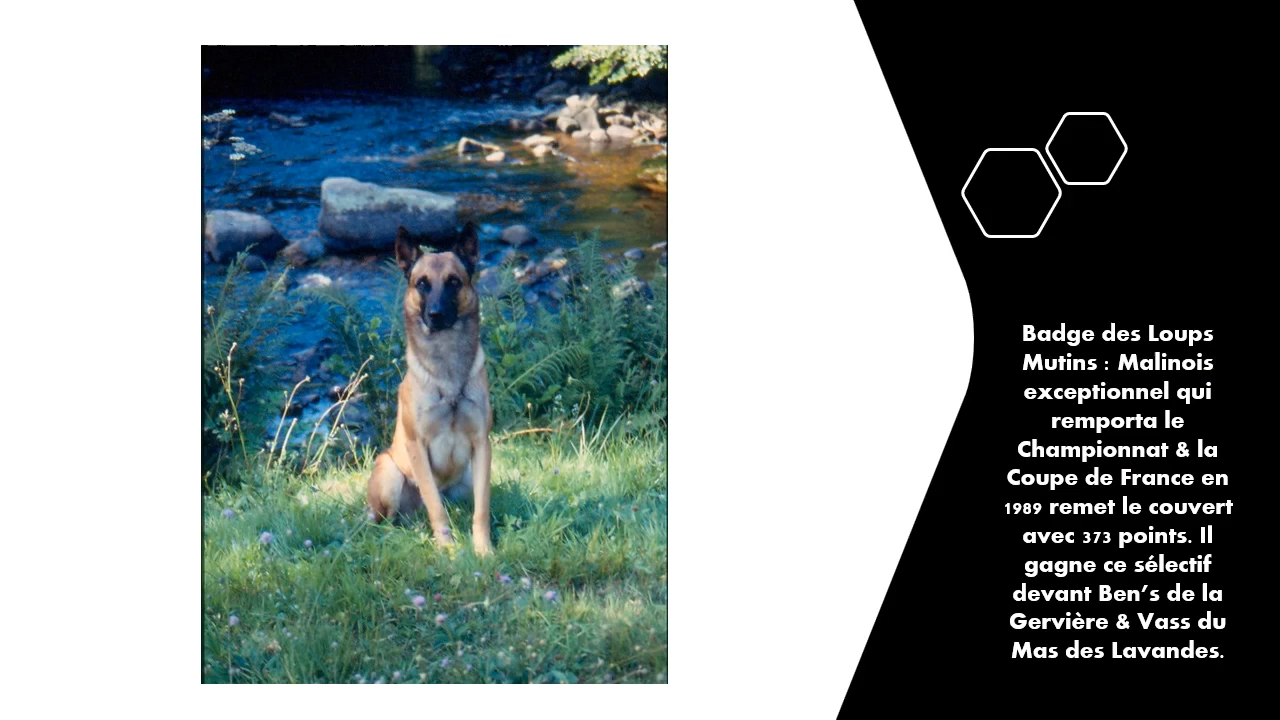 Badge des Loups
Mutins : Malinois
exceptionnel qui
remporta le
Championnat & la
Coupe de France en
1989 remet le couvert
avec 373 points. Il
gagne ce sélectif
devant Ben’s de la
Gervière & Vass du
Mas des Lavandes.